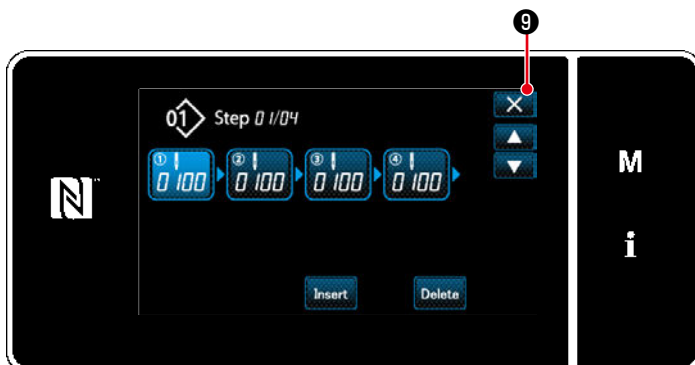 ❾
01 Step 01/04
① 0100 ② 0100 ③ 0100 ④ 0100
M
i
Insert Delete